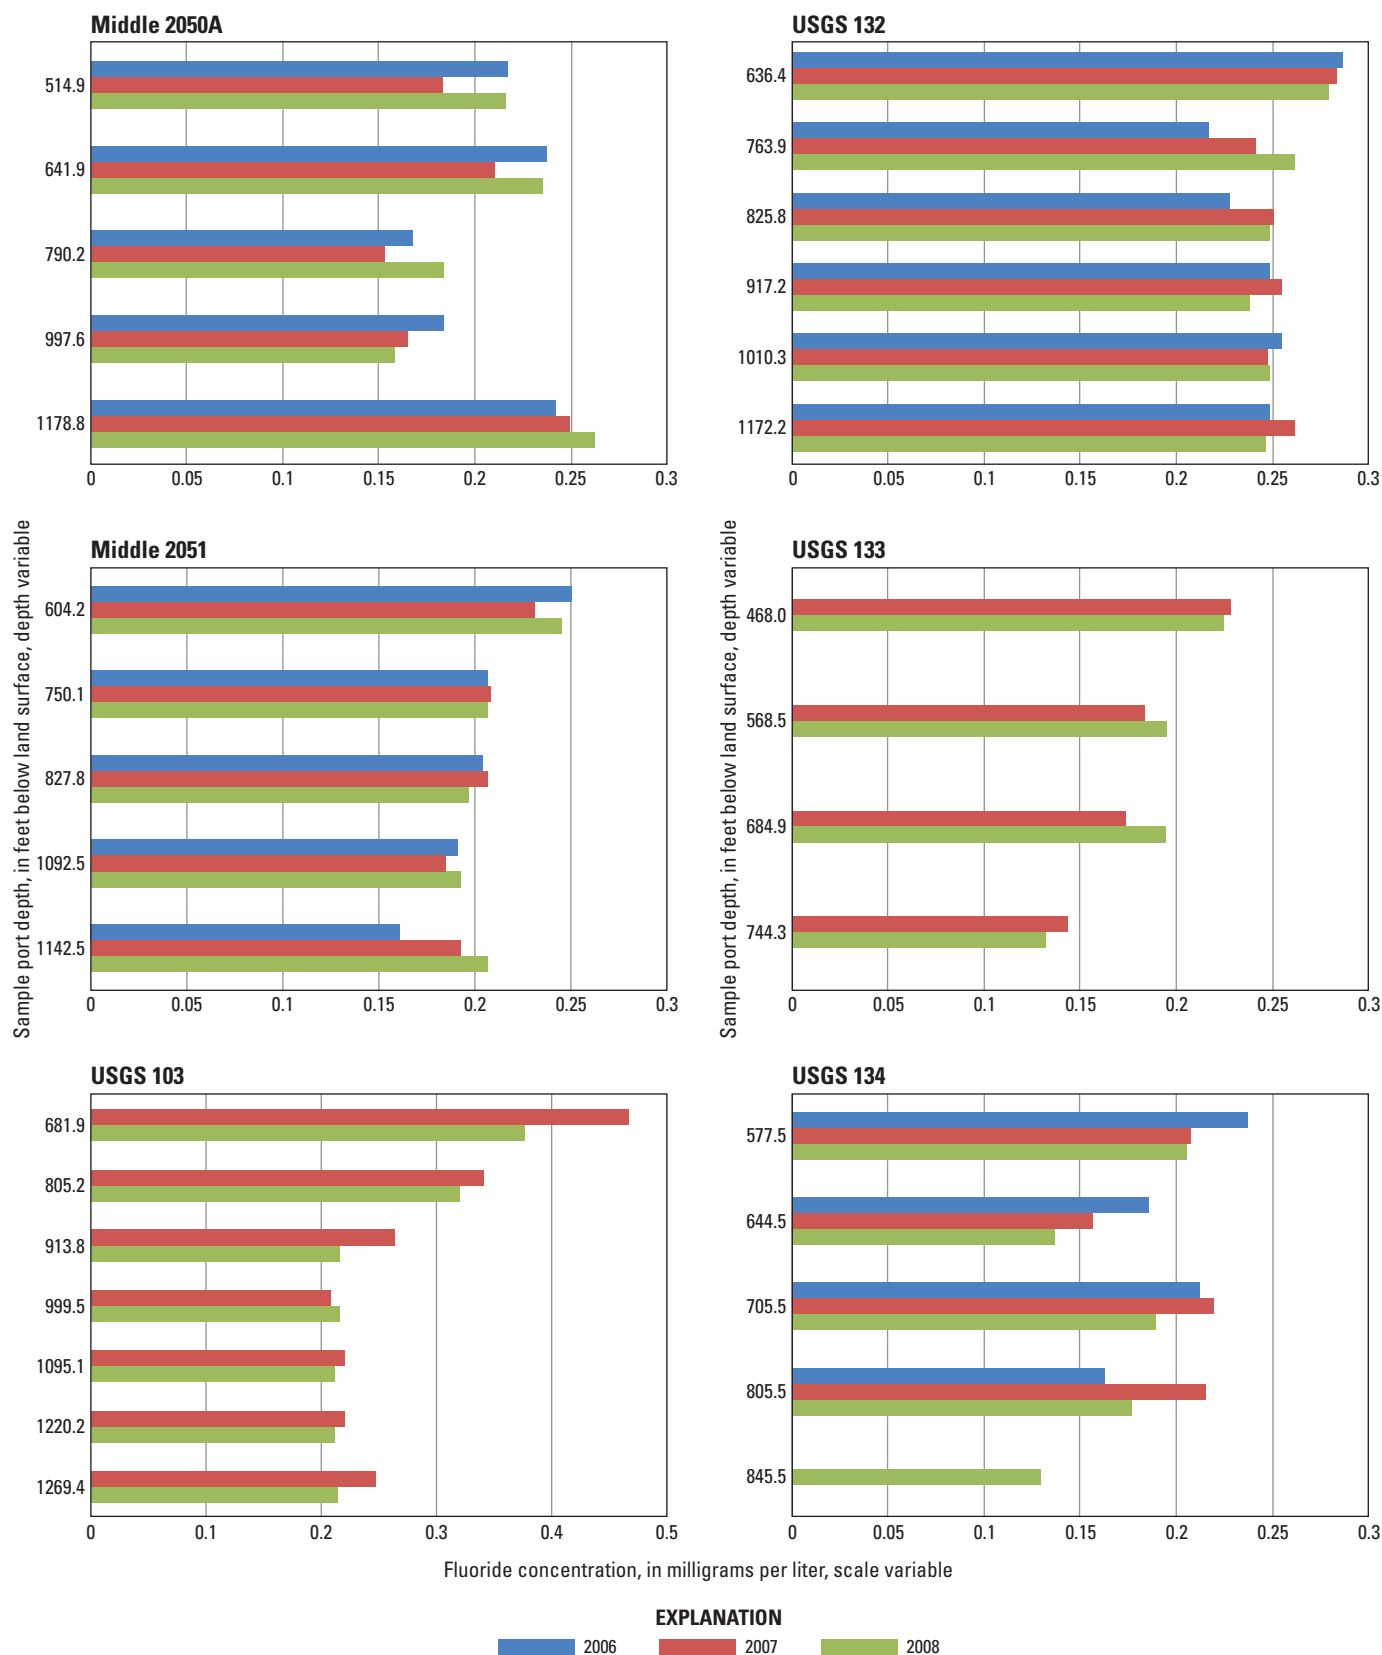 Middle 2050A
514.9
641.9
790.2
997.6
1178.8
0 0.05 0.1 0.15 0.2 0.25 0.3
USGS 132
636.4
763.9
825.8
917.2
1010.3
1172.2
0 0.05 0.1 0.15 0.2 0.25 0.3
Sample port depth, in feet below land surface, depth variable
Middle 2051
604.2
750.1
827.8
1092.5
1142.5
0 0.05 0.1 0.15 0.2 0.25 0.3
Sample port depth, in feet below land surface, depth variable
USGS 133
468.0
568.5
684.9
744.3
0 0.05 0.1 0.15 0.2 0.25 0.3
USGS 103
681.9
805.2
913.8
999.5
1095.1
1220.2
1269.4
0 0.1 0.2 0.3 0.4 0.5
USGS 134
577.5
644.5
705.5
805.5
845.5
0 0.05 0.1 0.15 0.2 0.25 0.3
Fluoride concentration, in milligrams per liter, scale variable
EXPLANATION
2006 2007 2008